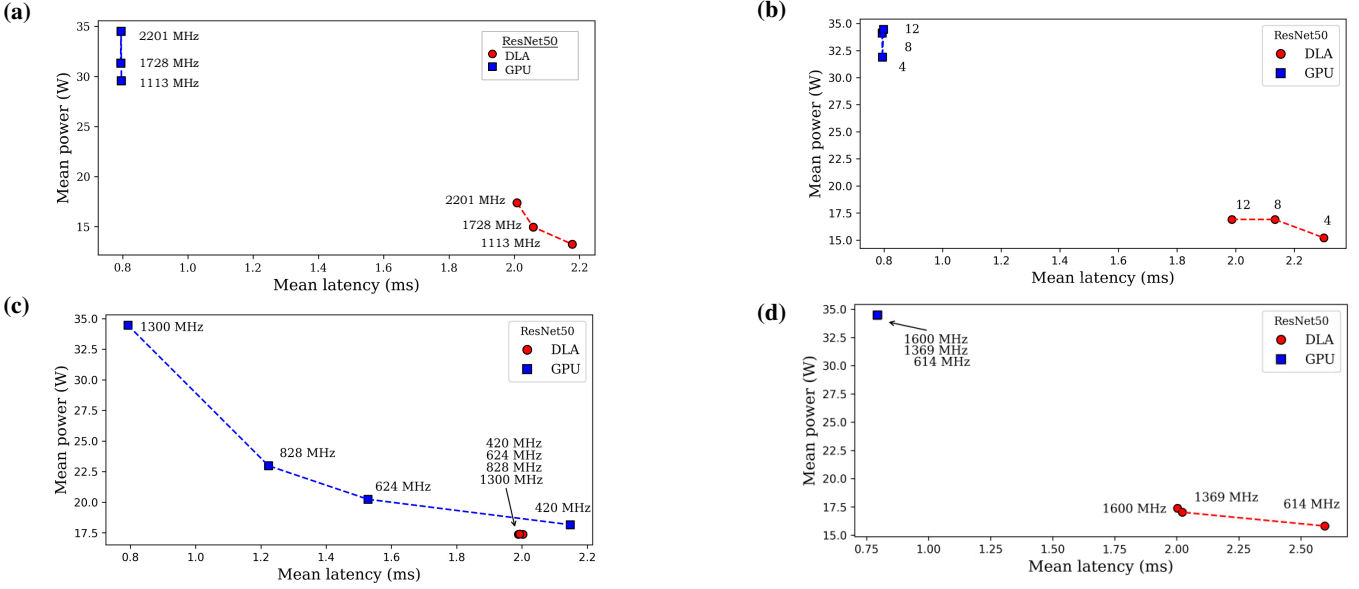 (a)
35
30
25
20
15
0.8 1.0 1.2 1.4 1.6 1.8 2.0 2.2
Mean power (W)
Mean latency (ms)
2201 MHz
1728 MHz
1113 MHz
ResNet50
DLA
GPU
2201 MHz
1728 MHz
1113 MHz
(b)
35.0
32.5
30.0
27.5
25.0
22.5
20.0
17.5
15.0
0.8 1.0 1.2 1.4 1.6 1.8 2.0 2.2
Mean power (W)
Mean latency (ms)
12
8
4
ResNet50
DLA
GPU
12 8 4
(c)
35.0
32.5
30.0
27.5
25.0
22.5
20.0
17.5
0.8 1.0 1.2 1.4 1.6 1.8 2.0 2.2
Mean power (W)
Mean latency (ms)
1300 MHz
828 MHz
624 MHz
420 MHz
ResNet50
DLA
GPU
420 MHz
624 MHz
828 MHz
1300 MHz
(d)
35.0
32.5
30.0
27.5
25.0
22.5
20.0
17.5
15.0
0.75 1.00 1.25 1.50 1.75 2.00 2.25 2.50
Mean power (W)
Mean latency (ms)
1600 MHz
1369 MHz
614 MHz
ResNet50
DLA
GPU
1600 MHz
1369 MHz
614 MHz